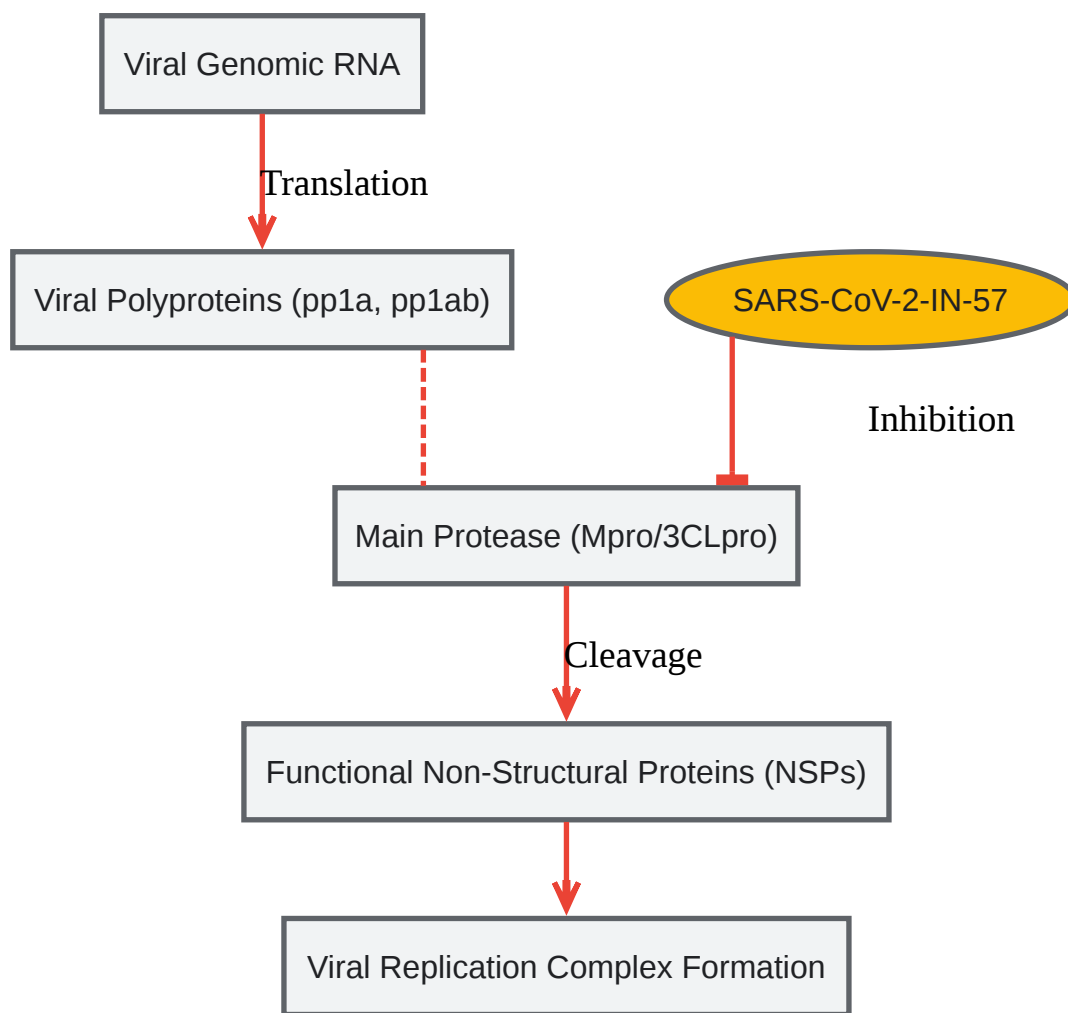 Viral Genomic RNA
Translation
Viral Polyproteins (pp1a, pp1ab)
SARS-CoV-2-IN-57
Inhibition
Main Protease (Mpro/3CLpro)
Cleavage
Functional Non-Structural Proteins (NSPs)
Viral Replication Complex Formation